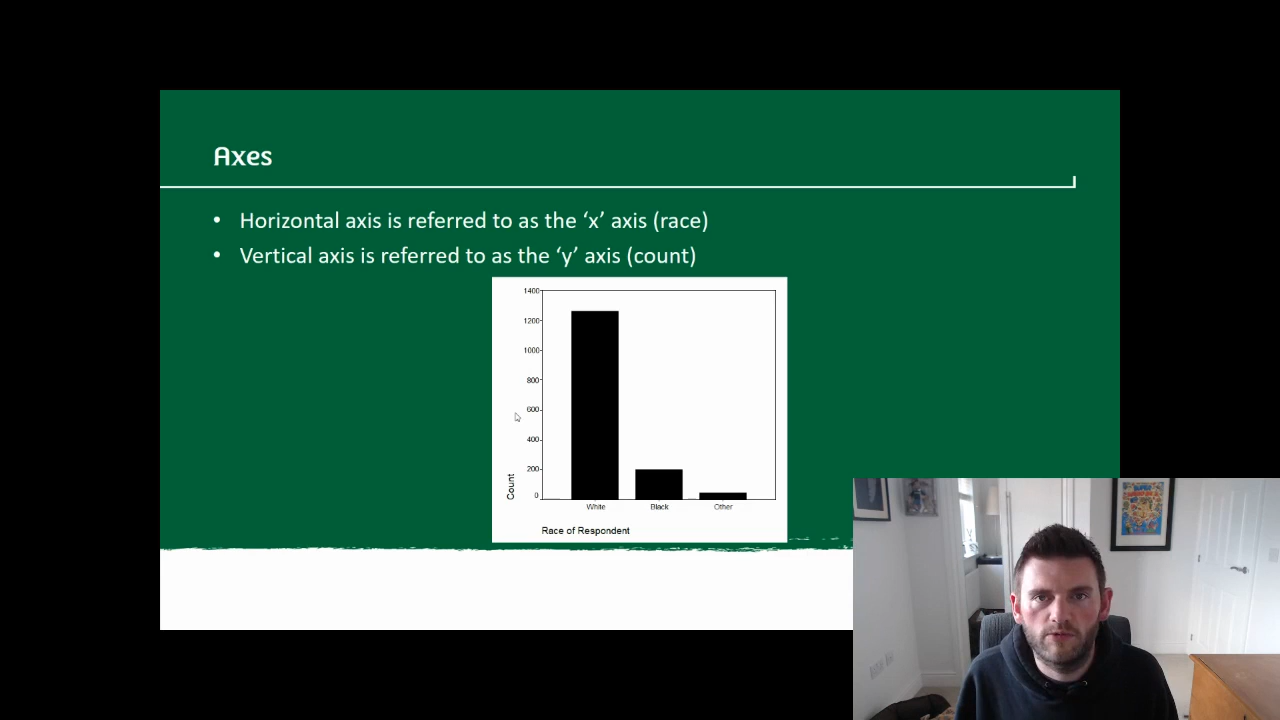 Axes
• Horizontal axis is referred to as the ‘x’ axis (race)
• Vertical axis is referred to as the ‘y’ axis (count)
1400
1200
1000
800
600
400
200
0
Count
White Black Other
Race of Respondent